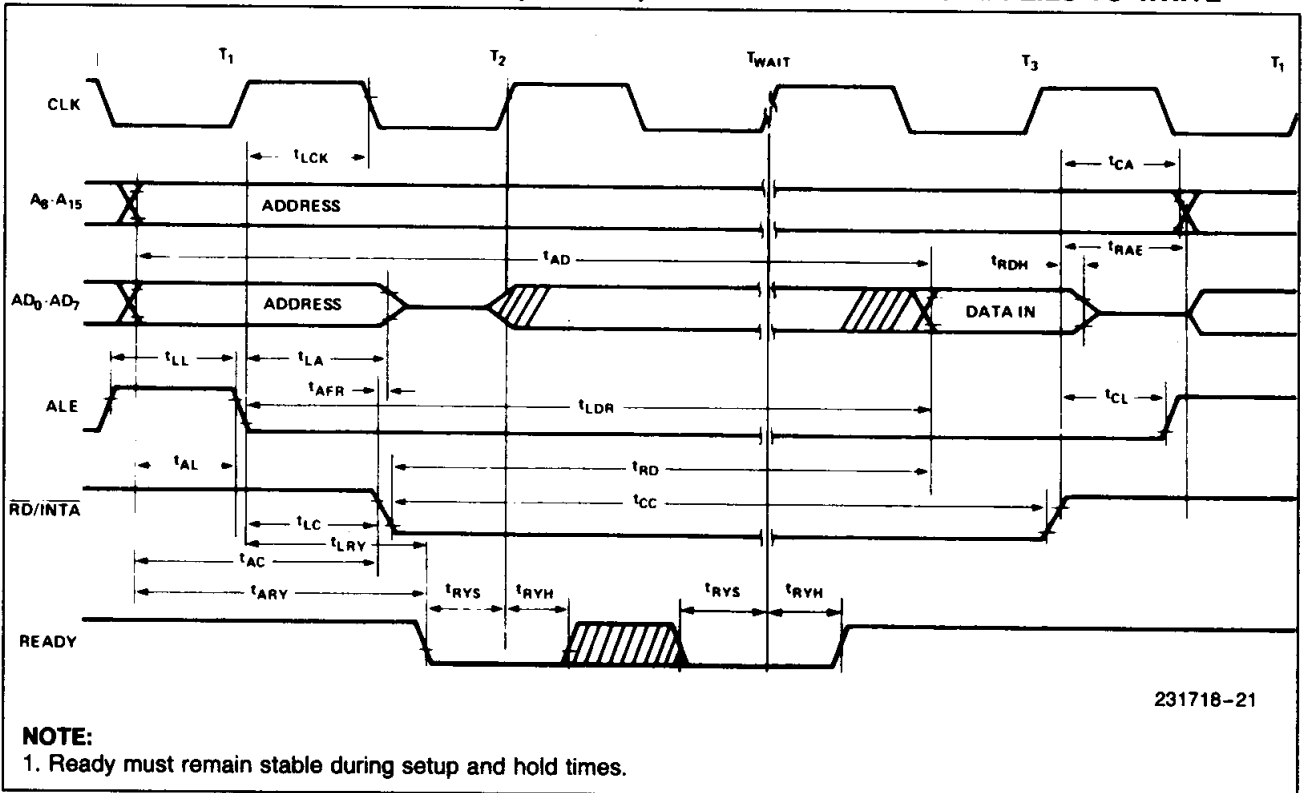 T1 T2 TWAIT T3 T1
CLK
tLCK tCA
A8-A15 ADDRESS
tAD tRDH tRAE
AD0-AD7 ADDRESS DATA IN
tLL tLA
tAFR
ALE tLDR tCL
tAL tRD
RD/INTA tCC
tLC
tLRY
tAC
tARY tRYS tRYH tRYS tRYH
READY
231718-21
NOTE:
1. Ready must remain stable during setup and hold times.